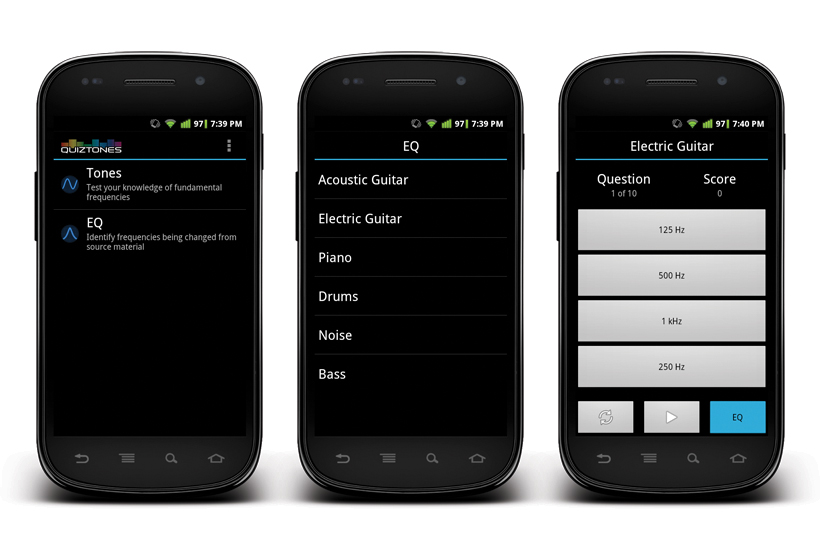 97 7:39 PM
QUIZTONES
Tones
Test your knowledge of fundamental
frequencies
EQ
Identify frequencies being changed from
source material
97 7:39 PM
EQ
Acoustic Guitar
Electric Guitar
Piano
Drums
Noise
Bass
97 7:40 PM
Electric Guitar
Question Score
1 of 10 0
125 Hz
500 Hz
1 kHz
250 Hz
EQ